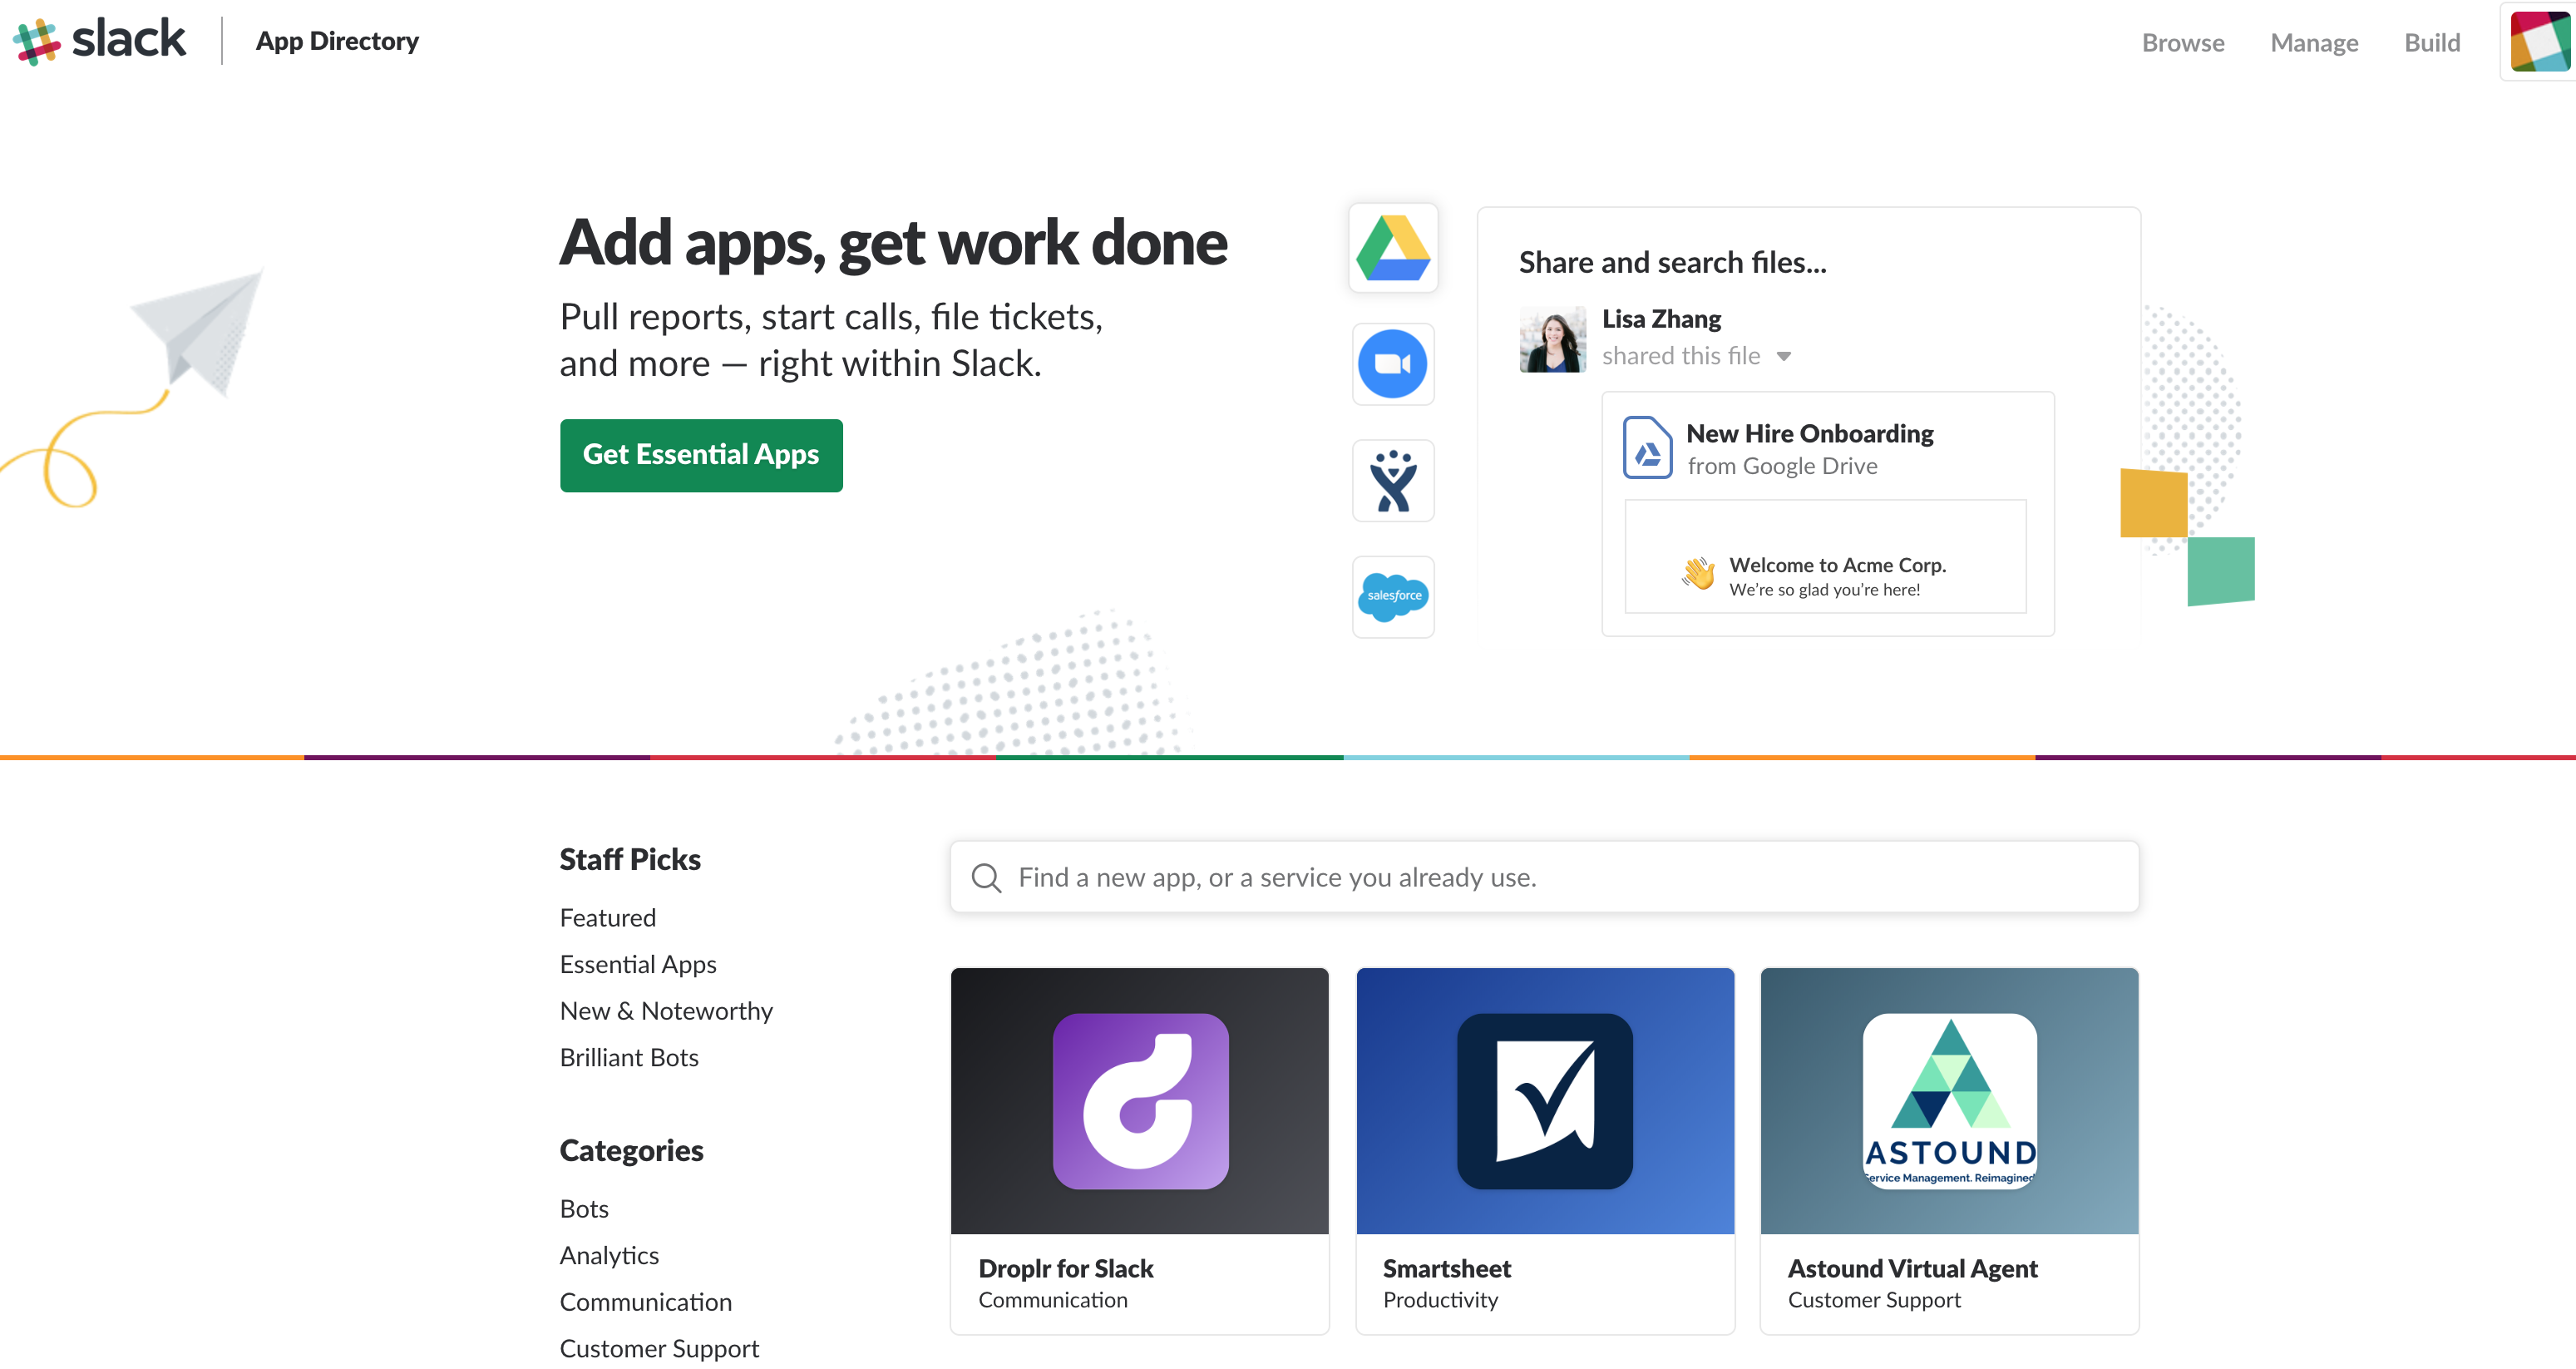 slack
App Directory
Browse
Manage
Build
Add apps, get work done
Pull reports, start calls, file tickets,
and more — right within Slack.
Get Essential Apps
salesforce
Share and search files...
Lisa Zhang
shared this file
New Hire Onboarding
from Google Drive
Welcome to Acme Corp.
We're so glad you're here!
Staff Picks
Featured
Essential Apps
New & Noteworthy
Brilliant Bots
Categories
Bots
Analytics
Communication
Customer Support
Find a new app, or a service you already use.
ASTOUND
Service Management. Reimagined
Droplr for Slack
Communication
Smartsheet
Productivity
Astound Virtual Agent
Customer Support